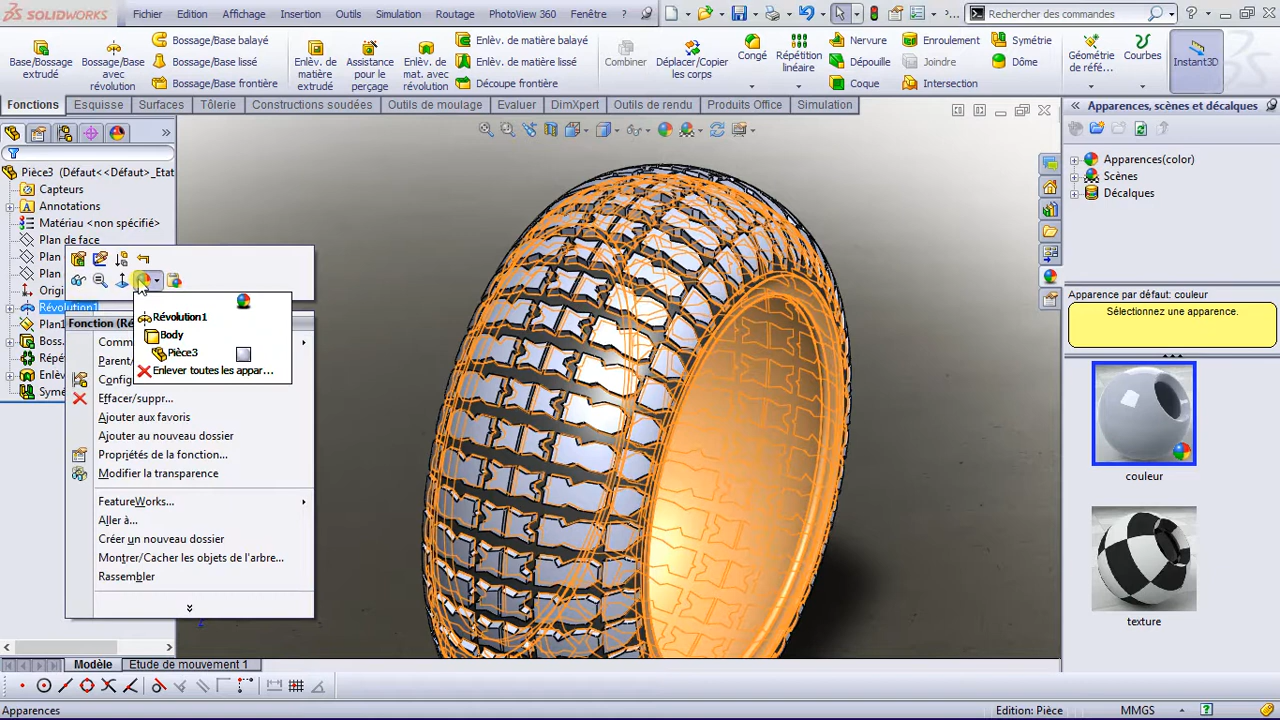 SOLIDWORKS Fichier Edition Affichage Insertion Outils Simulation Routage PhotoView 360 Fenêtre ? Rechercher des commandes
Base/Bossage extrudé
Bossage/Base avec révolution
Bossage/Base balayé
Bossage/Base lissé
Bossage/Base frontière
Enlèv. de matière extrudé
Assistance pour le perçage
Enlèv. de mat. avec révolution
Enlèv. de matière balayé
Enlèv. de matière lissé
Découpe frontière
Combiner
Déplacer/Copier les corps
Congé
Répétition linéaire
Nervure
Dépouille
Coque
Enroulement
Joindre
Intersection
Symétrie
Dôme
Géométrie de réfé...
Courbes
Instant3D
Fonctions Esquisse Surfaces Tôlerie Constructions soudées Outils de moulage Evaluer DimXpert Outils de rendu Produits Office Simulation
Pièce3 (Défaut<<Défaut>_Etat
Capteurs
Annotations
Matériau <non spécifié>
Plan de face
Plan
Plan
Origi
Révolution1
Plan1
Boss.
Répé
Enlèv
Symé
Révolution1
Body
Pièce3
Enlever toutes les appar...
Fonction (Ré
Comm
Parent/
Config
Effacer/suppr...
Ajouter aux favoris
Ajouter au nouveau dossier
Propriétés de la fonction...
Modifier la transparence
FeatureWorks...
Aller à...
Créer un nouveau dossier
Montrer/Cacher les objets de l'arbre...
Rassembler
Apparences, scènes et décalques
Apparences(color)
Scènes
Décalques
Apparence par défaut: couleur
Sélectionnez une apparence.
couleur
texture
Modèle Etude de mouvement 1
Apparences Edition: Pièce MMGS